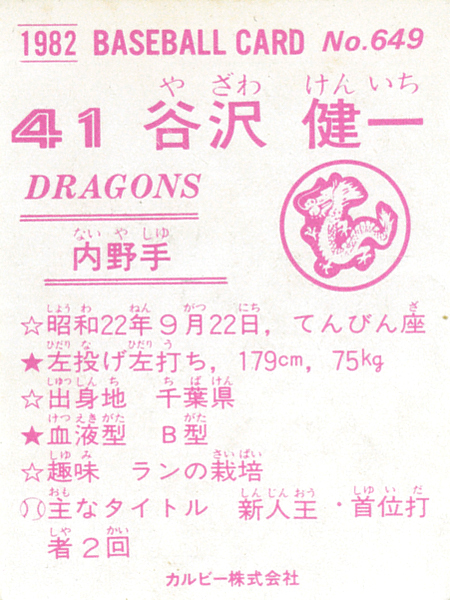 1982 BASEBALL CARD No.649
や ざわ けん いち
41 谷沢 健一
DRAGONS
ない や しゅ
内野手
しょう わ ねん がつ にち ざ
☆昭和22年9月22日, てんびん座
ひだり な ひだり う
★左投げ左打ち, 179cm, 75kg
しゅっしん ち ち ば けん
☆出身地 千葉県
けつ えき がた がた
★血液型 B型
しゅ み さい ばい
☆趣味 ランの栽培
おも しん じん おう しゅ い だ
主なタイトル 新人王・首位打
しゃ かい
者2回
カルビー株式会社